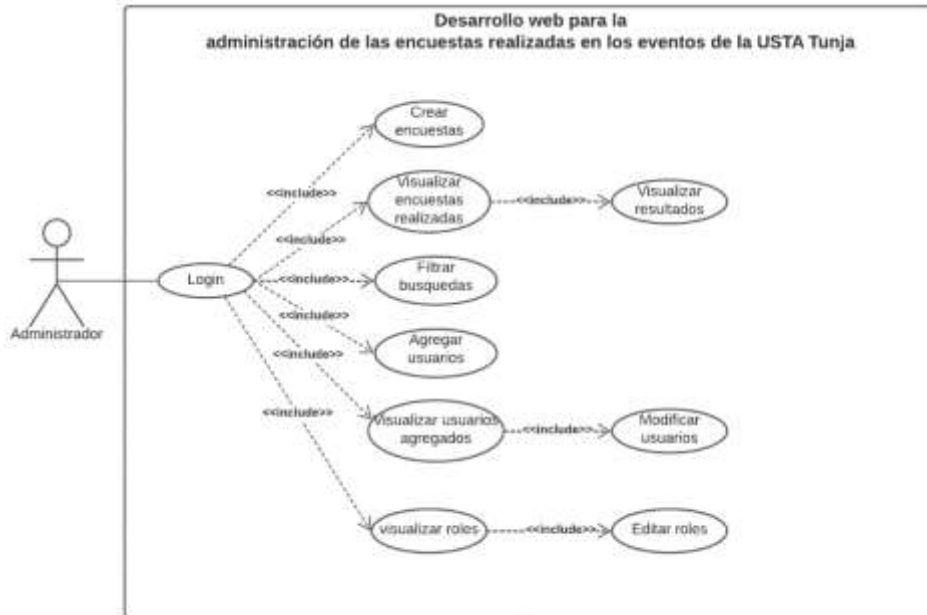 Desarrollo web para la
administración de las encuestas realizadas en los eventos de la USTA Tunja
Crear
encuestas
<<include>>
Visualizar
encuestas
realizadas
<<include>>
Visualizar
resultados
<<include>>
Login
<<include>>
Filtrar
busquedas
<<include>>
Administrador
Agregar
usuarios
<<include>>
<<include>>
Visualizar usuarios
agregados
<<include>>
Modificar
usuarios
visualizar roles
<<include>>
Editar roles